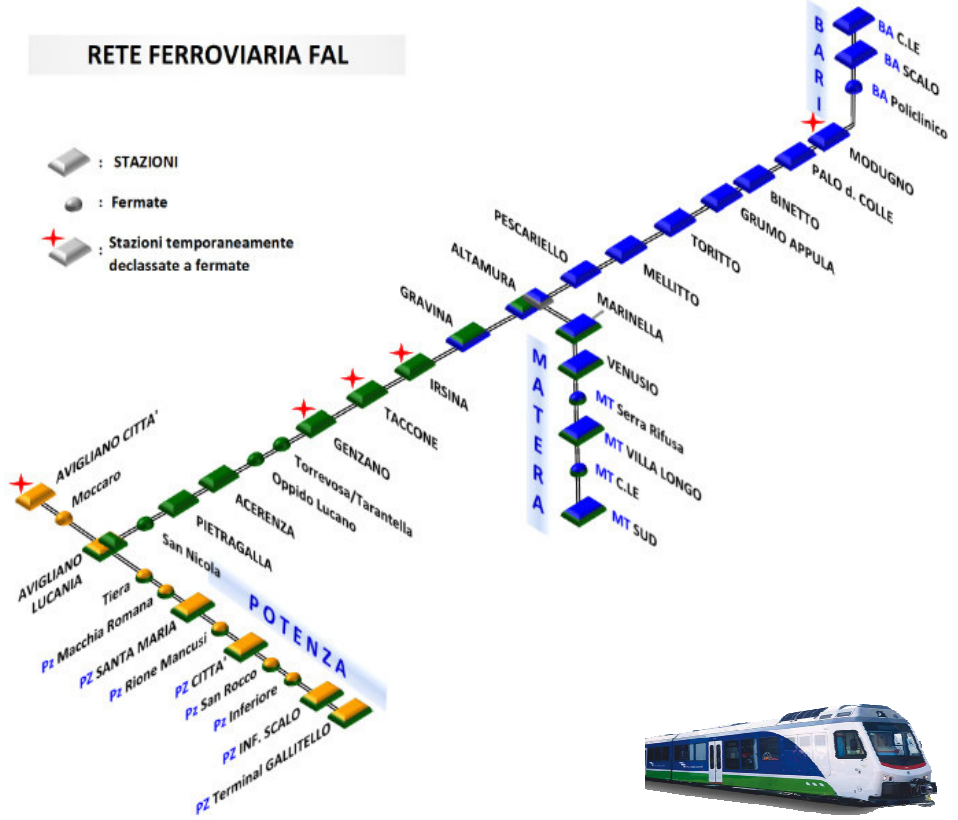 RETE FERROVIARIA FAL
: STAZIONI
: Fermate
: Stazioni temporaneamente
declassate a fermate
BARI
BA C.LE
BA SCALO
BA Policlinico
MODUGNO
PALO d. COLLE
BINETTO
GRUMO APPULA
TORITTO
MELLITTO
PESCARIELLO
ALTAMURA
MARINELLA
MATERA
VENUSIO
MT Serra Rifusa
MT VILLA LONGO
MT C.LE
MT SUD
GRAVINA
IRSINA
TACCONE
GENZANO
Torrevosa/Tarantella
Oppido Lucano
ACERENZA
PIETRAGALLA
San Nicola
AVIGLIANO CITTA'
Moccaro
AVIGLIANO
LUCANIA
POTENZA
Tiera
Pz Macchia Romana
PZ SANTA MARIA
Pz Rione Mancusi
PZ CITTA'
Pz San Rocco
Pz Inferiore
PZ INF. SCALO
PZ Terminal GALLITELLO